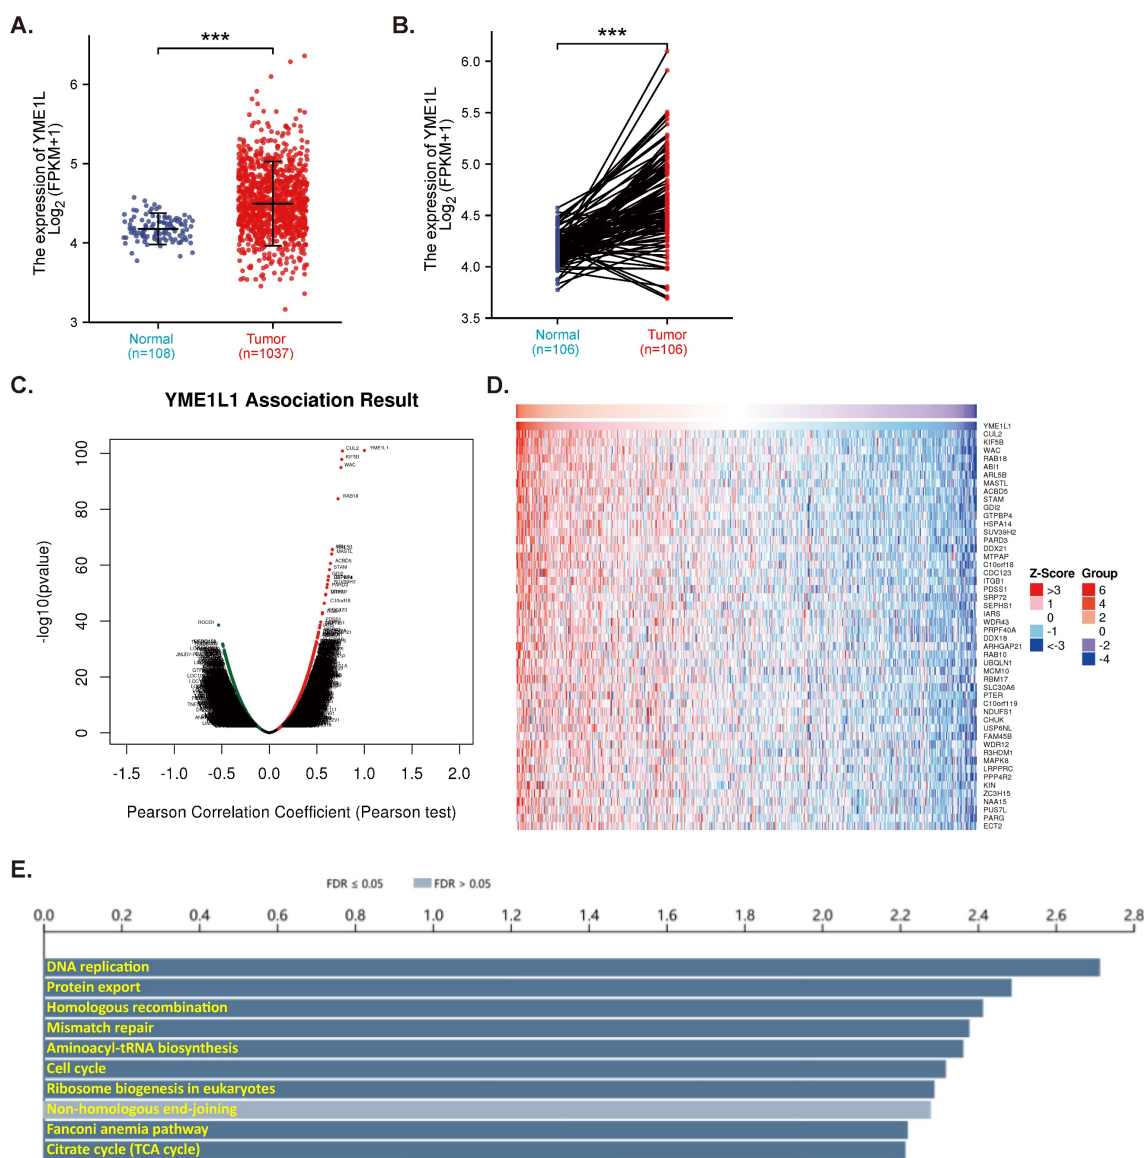 A.
***
The expression of YME1L
Log2 (FPKM+1)
6
5
4
3
Normal
(n=108)
Tumor
(n=1037)
B.
***
The expression of YME1L
Log2 (FPKM+1)
6.0
5.5
5.0
4.5
4.0
3.5
Normal
(n=106)
Tumor
(n=106)
C.
YME1L1 Association Result
-log10(pvalue)
100
80
60
40
20
0
CUL2
YME1L1
KIF5B
WAC
RAB18
MASTL
ACBD5
STAM
C10orf18
-1.5 -1.0 -0.5 0.0 0.5 1.0 1.5 2.0
Pearson Correlation Coefficient (Pearson test)
D.
YME1L1
CUL2
KIF5B
WAC
RAB18
ABI1
ARL5B
MASTL
ACBD5
STAM
GDI2
GTPBP4
HSPA14
SUV39H2
PARD3
DDX21
MTPAP
C10orf18
CDC123
ITGB1
PDSS1
SRP72
SEPHS1
IARS
WDR43
PRPF40A
DDX18
ARHGAP21
RAB10
UBQLN1
MCM10
RBM17
SLC30A6
PTER
C10orf119
NDUFS1
CHUK
USP6NL
FAM45B
WDR12
R3HDM1
MAPK8
LRPPRC
PPP4R2
KIN
ZC3H15
NAA15
PUS7L
PARG
ECT2
Z-Score Group
>3 6
1 4
0 2
-1 0
<-3 -2
-4
E.
FDR ≤ 0.05 FDR > 0.05
0.0 0.2 0.4 0.6 0.8 1.0 1.2 1.4 1.6 1.8 2.0 2.2 2.4 2.6 2.8
DNA replication
Protein export
Homologous recombination
Mismatch repair
Aminoacyl-tRNA biosynthesis
Cell cycle
Ribosome biogenesis in eukaryotes
Non-homologous end-joining
Fanconi anemia pathway
Citrate cycle (TCA cycle)